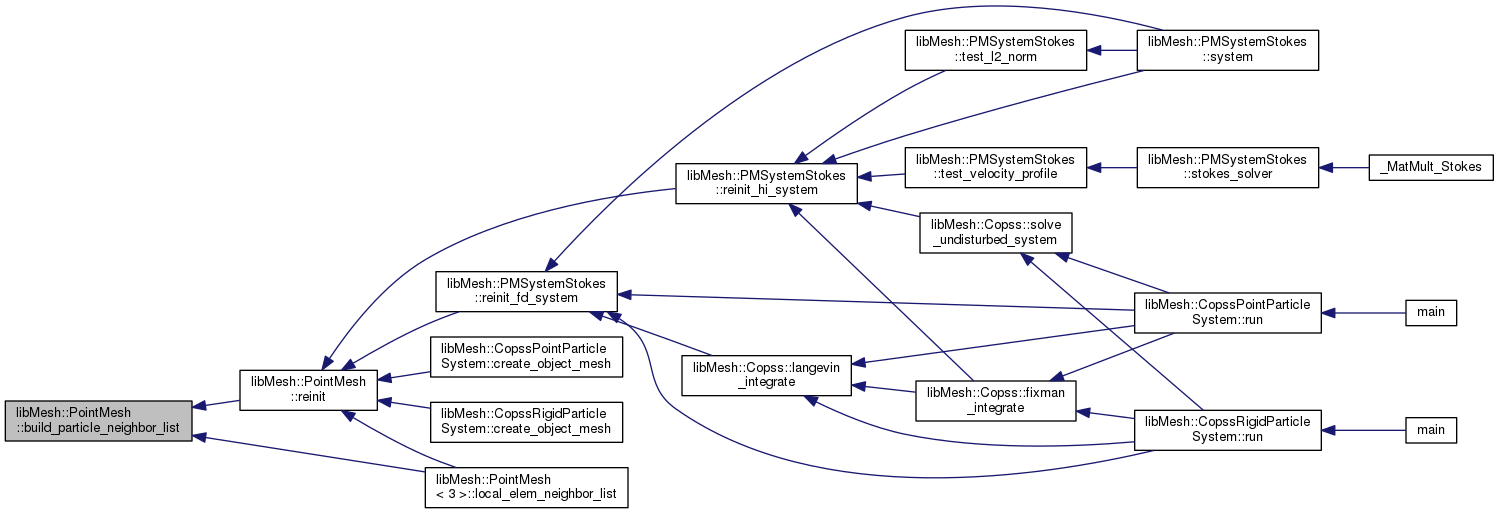 libMesh::PMSystemStokes
::test_l2_norm
libMesh::PMSystemStokes
::system
libMesh::PMSystemStokes
::reinit_hi_system
libMesh::PMSystemStokes
::test_velocity_profile
libMesh::PMSystemStokes
::stokes_solver
_MatMult_Stokes
libMesh::Copss::solve
_undisturbed_system
libMesh::PMSystemStokes
::reinit_fd_system
libMesh::CopssPointParticle
System::run
main
libMesh::CopssPointParticle
System::create_object_mesh
libMesh::Copss::langevin
_integrate
libMesh::PointMesh
::reinit
libMesh::Copss::fixman
_integrate
libMesh::PointMesh
::build_particle_neighbor_list
libMesh::CopssRigidParticle
System::create_object_mesh
libMesh::CopssRigidParticle
System::run
main
libMesh::PointMesh
< 3 >::local_elem_neighbor_list